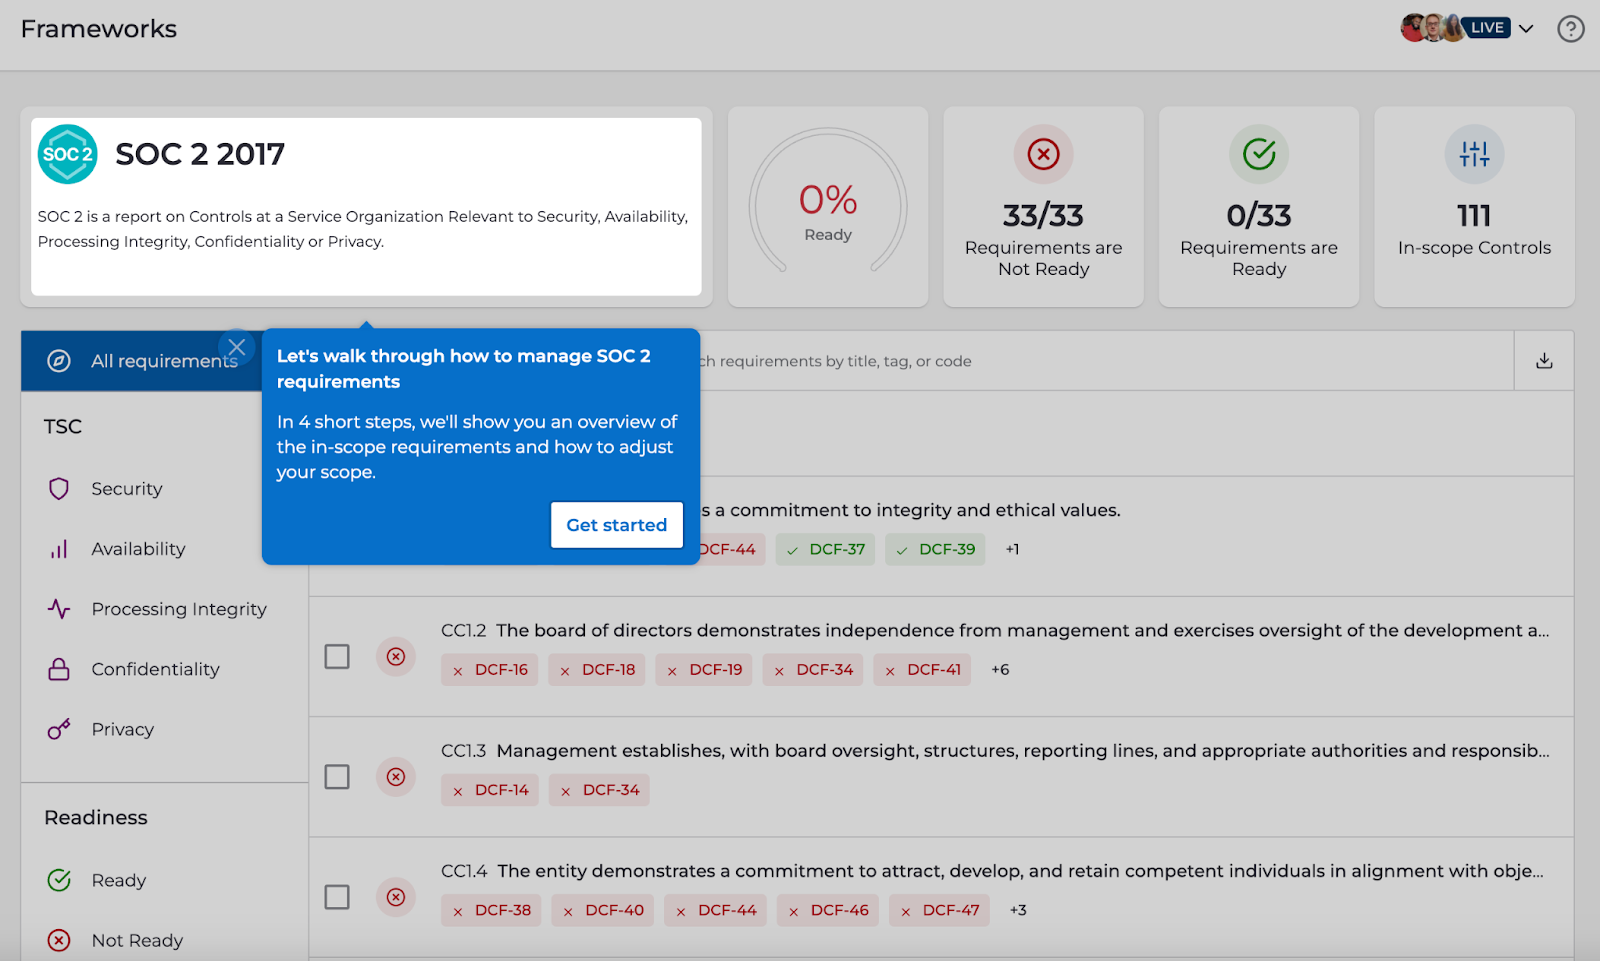 Frameworks
LIVE
SOC 2
SOC 2 2017
SOC 2 is a report on Controls at a Service Organization Relevant to Security, Availability,
Processing Integrity, Confidentiality or Privacy.
0%
Ready
33/33
Requirements are
Not Ready
0/33
Requirements are
Ready
111
In-scope Controls
All requirements
Let's walk through how to manage SOC 2
requirements
In 4 short steps, we'll show you an overview of
the in-scope requirements and how to adjust
your scope.
Get started
requirements by title, tag, or code
TSC
Security
Availability
Processing Integrity
Confidentiality
Privacy
Readiness
Ready
Not Ready
a commitment to integrity and ethical values.
DCF-44 DCF-37 DCF-39 +1
CC1.2 The board of directors demonstrates independence from management and exercises oversight of the development a...
DCF-16 DCF-18 DCF-19 DCF-34 DCF-41 +6
CC1.3 Management establishes, with board oversight, structures, reporting lines, and appropriate authorities and responsib...
DCF-14 DCF-34
CC1.4 The entity demonstrates a commitment to attract, develop, and retain competent individuals in alignment with obje...
DCF-38 DCF-40 DCF-44 DCF-46 DCF-47 +3